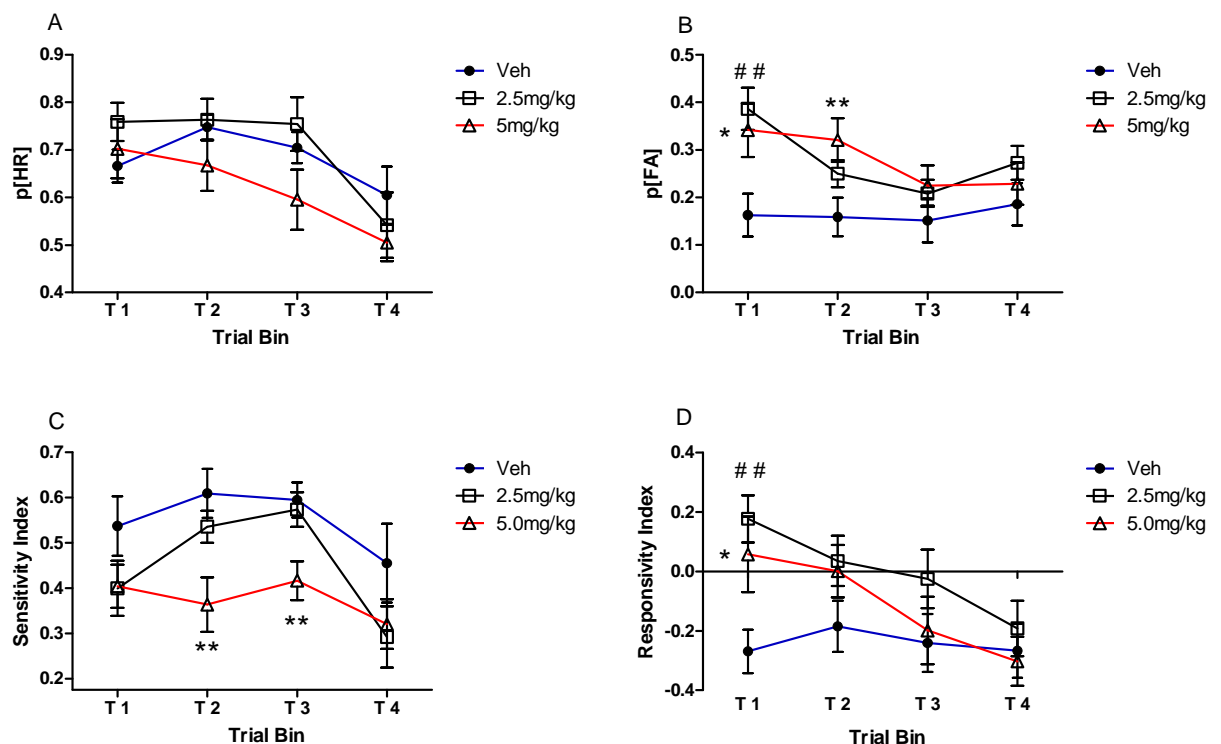 A
p[HR]
0.9
0.8
0.7
0.6
0.5
0.4
T 1
T 2
T 3
T 4
Trial Bin
Veh
2.5mg/kg
5mg/kg
B
p[FA]
0.5
0.4
0.3
0.2
0.1
0.0
# #
*
**
T 1
T 2
T 3
T 4
Trial Bin
Veh
2.5mg/kg
5mg/kg
C
Sensitivity Index
0.7
0.6
0.5
0.4
0.3
0.2
**
**
T 1
T 2
T 3
T 4
Trial Bin
Veh
2.5mg/kg
5.0mg/kg
D
Responsivity Index
0.4
0.2
0.0
-0.2
-0.4
# #
*
T 1
T 2
T 3
T 4
Trial Bin
Veh
2.5mg/kg
5.0mg/kg